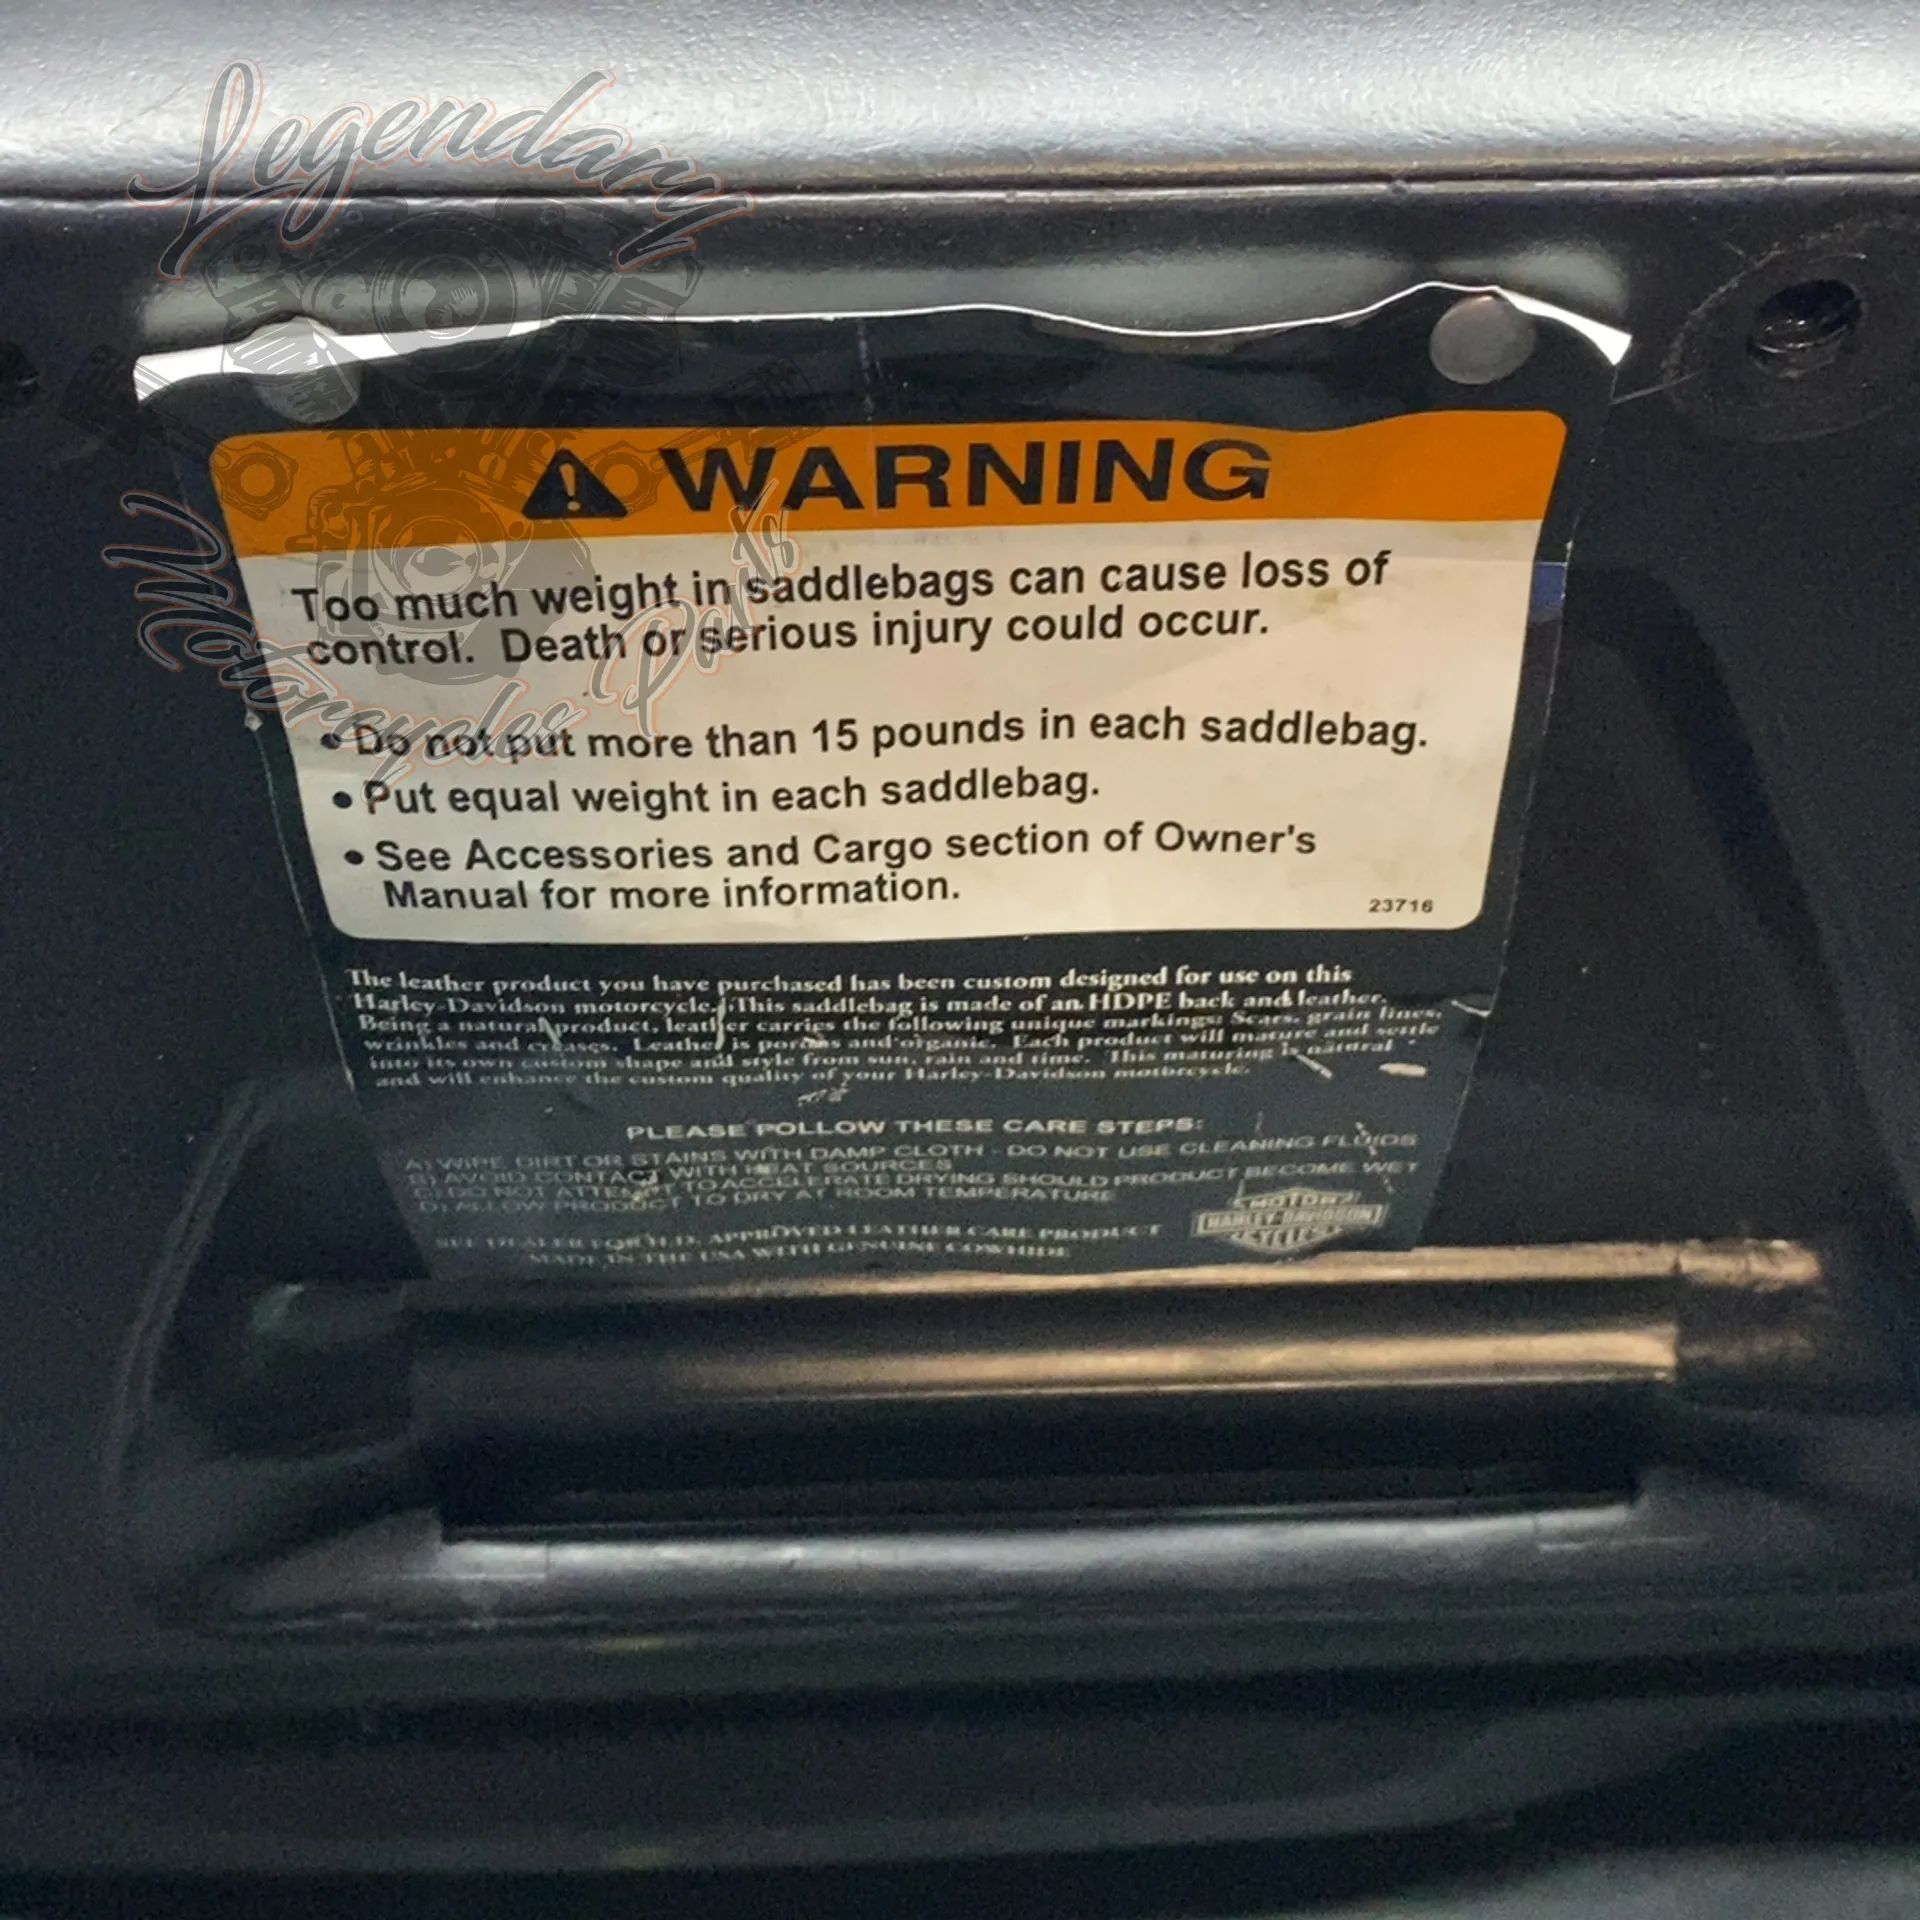 Legendary
Motorcycles Parts
WARNING
Too much weight in saddlebags can cause loss of
control. Death or serious injury could occur.
• Do not put more than 15 pounds in each saddlebag.
• Put equal weight in each saddlebag.
• See Accessories and Cargo section of Owner's
Manual for more information.
23716
The leather product you have purchased has been custom designed for use on this
Harley-Davidson motorcycle. This saddlebag is made of an HDPE back and leather.
Being a natural product, leather carries the following unique markings: Scars, grain lines,
wrinkles and creases. Leather is porous and organic. Each product will mature and settle
into its own custom shape and style from sun, rain and time. This maturing is natural
and will enhance the custom quality of your Harley-Davidson motorcycle.
PLEASE FOLLOW THESE CARE STEPS:
A) WIPE DIRT OR STAINS WITH DAMP CLOTH - DO NOT USE CLEANING FLUIDS
B) AVOID CONTACT WITH HEAT SOURCES
C) DO NOT ATTEMPT TO ACCELERATE DRYING SHOULD PRODUCT BECOME WET
D) ALLOW PRODUCT TO DRY AT ROOM TEMPERATURE
SEE DEALER FOR H.D. APPROVED LEATHER CARE PRODUCT
MADE IN THE USA WITH GENUINE COWHIDE
MOTOR
HARLEY-DAVIDSON
CYCLES